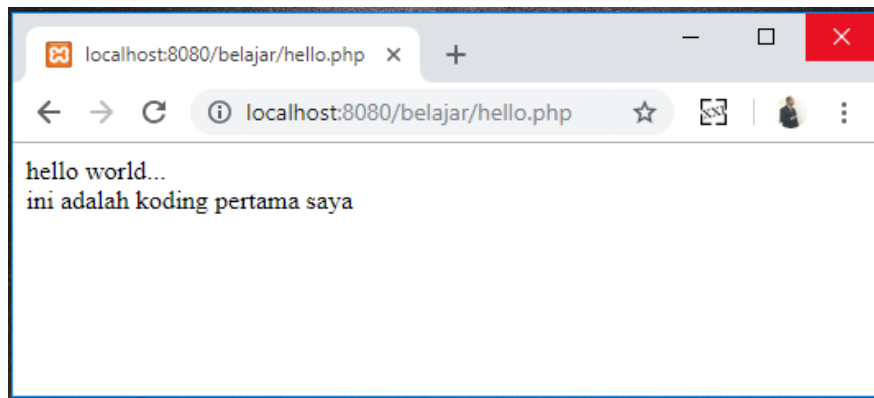 localhost:8080/belajar/hello.php
localhost:8080/belajar/hello.php
hello world...
ini adalah koding pertama saya